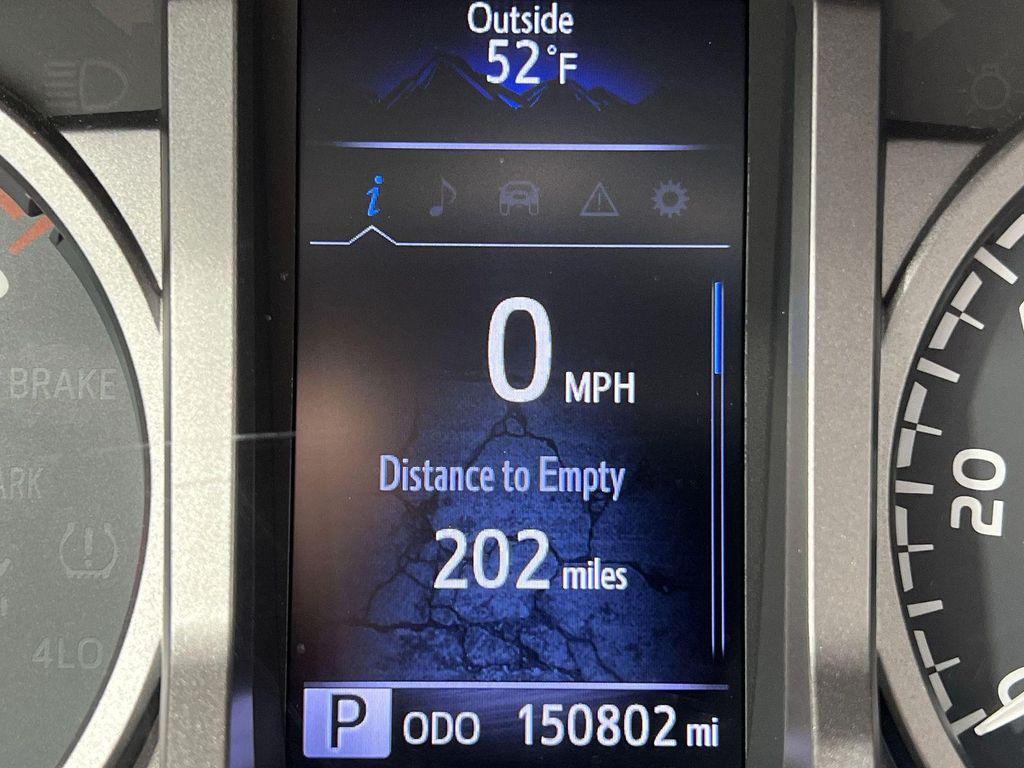 Outside
52°F
0 MPH
BRAKE
Distance to Empty
20
202 miles
4LO
P ODO 150802 mi